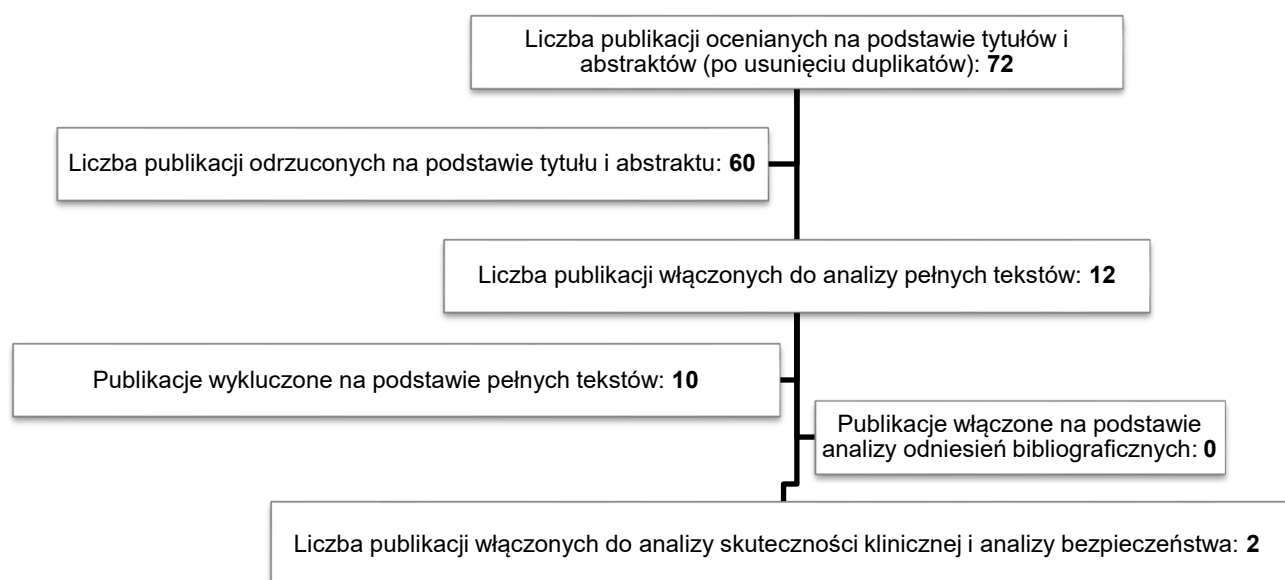 Liczba publikacji ocenianych na podstawie tytułów i
abstraktów (po usunięciu duplikatów): 72
Liczba publikacji odrzuconych na podstawie tytułu i abstraktu: 60
Liczba publikacji włączonych do analizy pełnych tekstów: 12
Publikacje wykluczone na podstawie pełnych tekstów: 10
Publikacje włączone na podstawie
analizy odniesień bibliograficznych: 0
Liczba publikacji włączonych do analizy skuteczności klinicznej i analizy bezpieczeństwa: 2